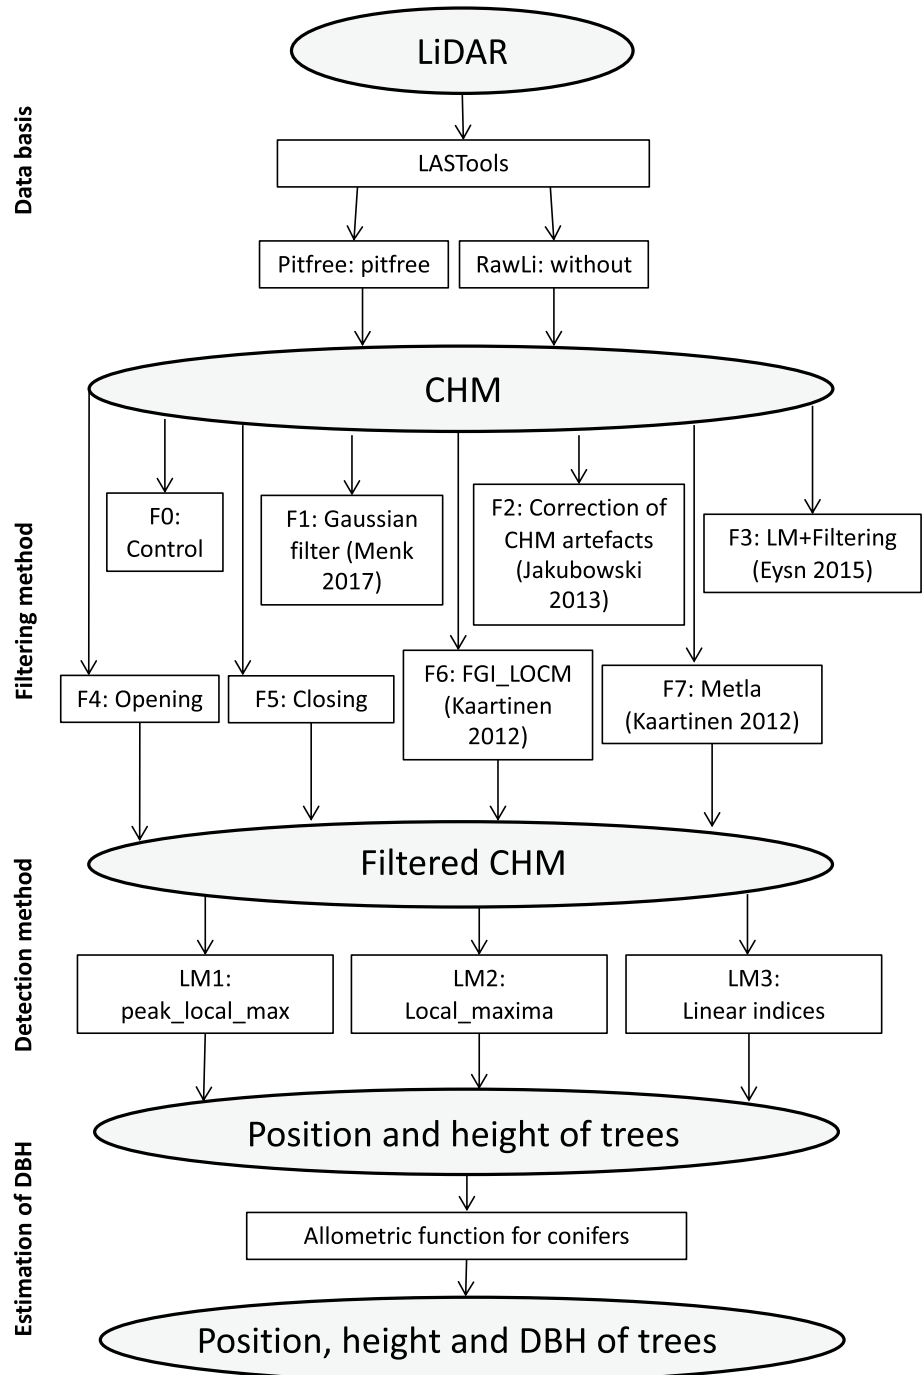 LiDAR
Data basis
LASTools
Pitfree: pitfree
RawLi: without
CHM
Filtering method
F0:
Control
F1: Gaussian
filter (Menk
2017)
F2: Correction of
CHM artefacts
(Jakubowski
2013)
F3: LM+Filtering
(Eysn 2015)
F4: Opening
F5: Closing
F6: FGI_LOCM
(Kaartinen
2012)
F7: Metla
(Kaartinen 2012)
Filtered CHM
Detection method
LM1:
peak_local_max
LM2:
Local_maxima
LM3:
Linear indices
Position and height of trees
Estimation of DBH
Allometric function for conifers
Position, height and DBH of trees